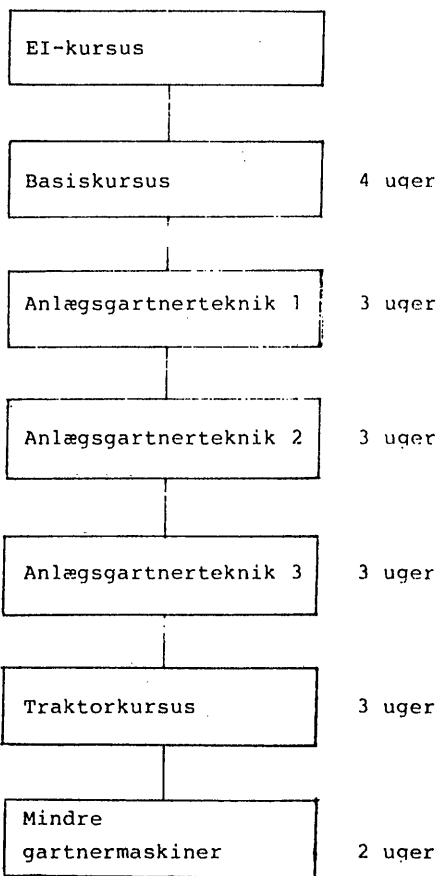 EI-kursus
Basiskursus 4 uger
Anlægsgartnerteknik 1 3 uger
Anlægsgartnerteknik 2 3 uger
Anlægsgartnerteknik 3 3 uger
Traktorkursus 3 uger
Mindre
gartnermaskiner 2 uger